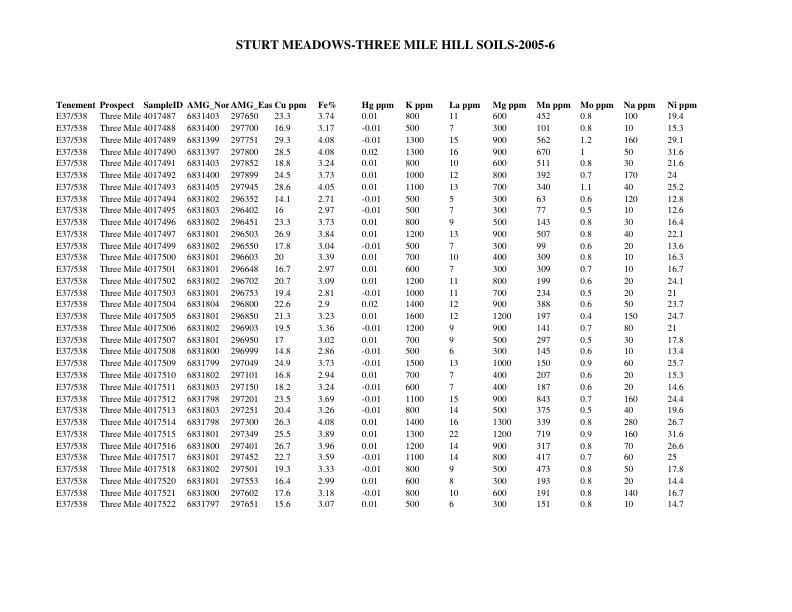 STURT MEADOWS-THREE MILE HILL SOILS-2005-6
Tenement Prospect SampleID AMG_Nor AMG_Eas Cu ppm Fe% Hg ppm K ppm La ppm Mg ppm Mn ppm Mo ppm Na ppm Ni ppm
E37/538 Three Mile 4017487 6831403 297650 23.3 3.74 0.01 800 11 600 452 0.8 100 19.4
E37/538 Three Mile 4017488 6831400 297700 16.9 3.17 -0.01 500 7 300 101 0.8 10 15.3
E37/538 Three Mile 4017489 6831399 297751 29.3 4.08 -0.01 1300 15 900 562 1.2 160 29.1
E37/538 Three Mile 4017490 6831397 297800 28.5 4.08 0.02 1300 16 900 670 1 50 31.6
E37/538 Three Mile 4017491 6831403 297852 18.8 3.24 0.01 800 10 600 511 0.8 30 21.6
E37/538 Three Mile 4017492 6831400 297899 24.5 3.73 0.01 1000 12 800 392 0.7 170 24
E37/538 Three Mile 4017493 6831405 297945 28.6 4.05 0.01 1100 13 700 340 1.1 40 25.2
E37/538 Three Mile 4017494 6831802 296352 14.1 2.71 -0.01 500 5 300 63 0.6 120 12.8
E37/538 Three Mile 4017495 6831803 296402 16 2.97 -0.01 500 7 300 77 0.5 10 12.6
E37/538 Three Mile 4017496 6831802 296451 23.3 3.73 0.01 800 9 500 143 0.8 30 16.4
E37/538 Three Mile 4017497 6831801 296503 26.9 3.84 0.01 1200 13 900 507 0.8 40 22.1
E37/538 Three Mile 4017499 6831802 296550 17.8 3.04 -0.01 500 7 300 99 0.6 20 13.6
E37/538 Three Mile 4017500 6831801 296603 20 3.39 0.01 700 10 400 309 0.8 10 16.3
E37/538 Three Mile 4017501 6831801 296648 16.7 2.97 0.01 600 7 300 309 0.7 10 16.7
E37/538 Three Mile 4017502 6831802 296702 20.7 3.09 0.01 1200 11 800 199 0.6 20 24.1
E37/538 Three Mile 4017503 6831801 296753 19.4 2.81 -0.01 1000 11 700 234 0.5 20 21
E37/538 Three Mile 4017504 6831804 296800 22.6 2.9 0.02 1400 12 900 388 0.6 50 23.7
E37/538 Three Mile 4017505 6831801 296850 21.3 3.23 0.01 1600 12 1200 197 0.4 150 24.7
E37/538 Three Mile 4017506 6831802 296903 19.5 3.36 -0.01 1200 9 900 141 0.7 80 21
E37/538 Three Mile 4017507 6831801 296950 17 3.02 0.01 700 9 500 297 0.5 30 17.8
E37/538 Three Mile 4017508 6831800 296999 14.8 2.86 -0.01 500 6 300 145 0.6 10 13.4
E37/538 Three Mile 4017509 6831799 297049 24.9 3.73 0.01 1500 13 1000 150 0.9 60 25.7
E37/538 Three Mile 4017510 6831802 297101 16.8 2.94 0.01 700 7 400 207 0.6 20 15.3
E37/538 Three Mile 4017511 6831803 297150 18.2 3.24 -0.01 600 7 400 187 0.6 20 14.6
E37/538 Three Mile 4017512 6831798 297201 23.5 3.69 -0.01 1100 15 900 843 0.7 160 24.4
E37/538 Three Mile 4017513 6831803 297251 20.4 3.26 -0.01 800 14 500 375 0.5 40 19.6
E37/538 Three Mile 4017514 6831798 297300 26.3 4.08 0.01 1400 16 1300 339 0.8 280 26.7
E37/538 Three Mile 4017515 6831801 297349 25.5 3.89 0.01 1300 22 1200 719 0.9 160 31.6
E37/538 Three Mile 4017516 6831800 297401 26.7 3.96 0.01 1200 14 900 317 0.8 70 26.6
E37/538 Three Mile 4017517 6831801 297452 22.7 3.59 -0.01 1100 14 800 417 0.7 60 25
E37/538 Three Mile 4017518 6831802 297501 19.3 3.33 -0.01 800 9 500 473 0.8 50 17.8
E37/538 Three Mile 4017520 6831801 297553 16.4 2.99 0.01 600 8 300 193 0.8 20 14.4
E37/538 Three Mile 4017521 6831800 297602 17.6 3.18 -0.01 800 10 600 191 0.8 140 16.7
E37/538 Three Mile 4017522 6831797 297651 15.6 3.07 0.01 500 6 300 151 0.8 10 14.7